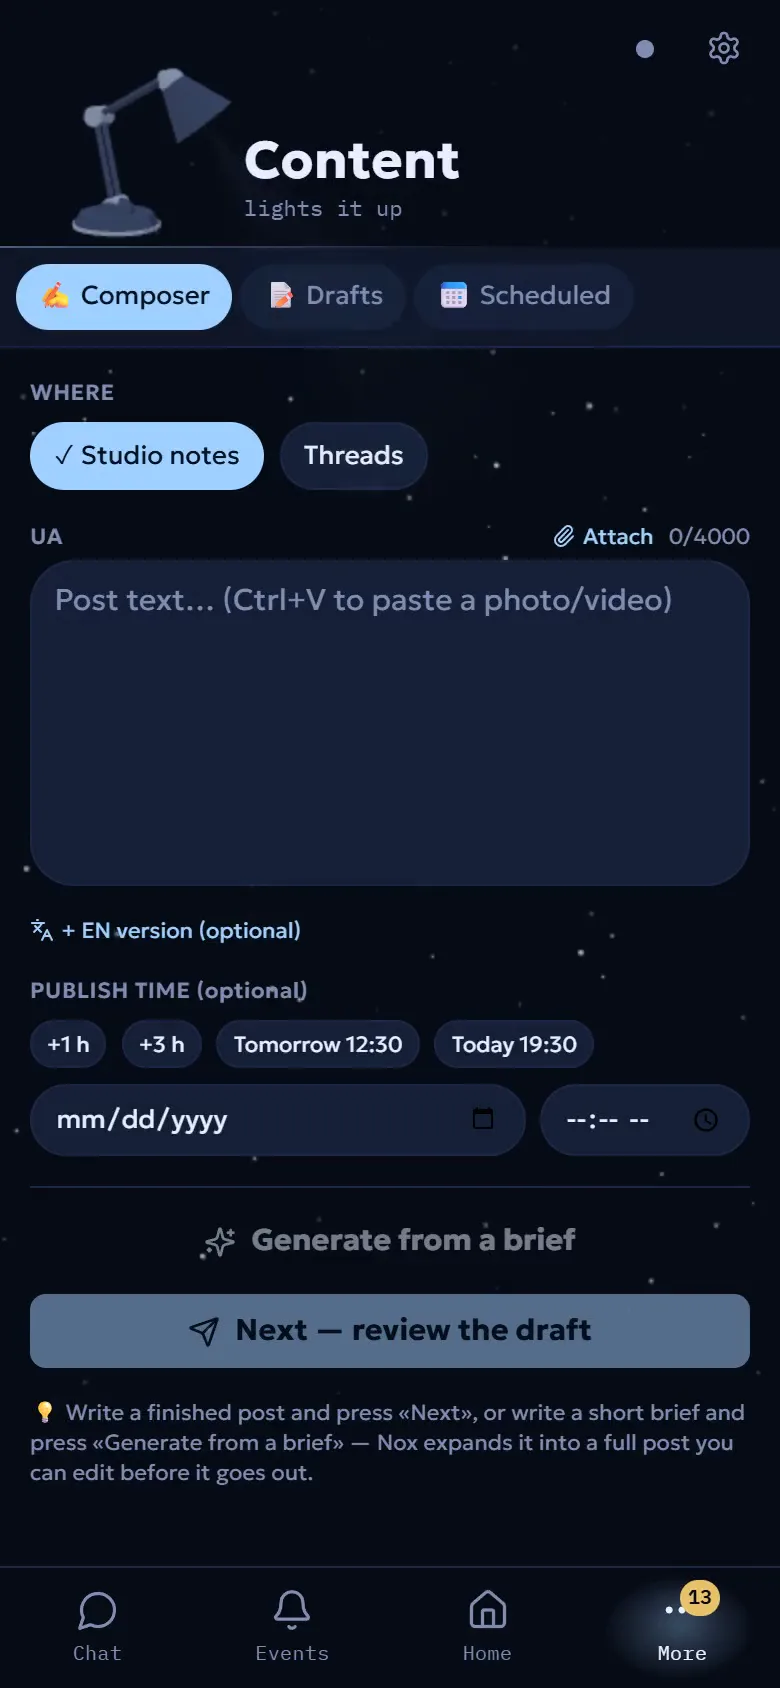 Content
lights it up
✍️ Composer
📝 Drafts
📅 Scheduled
WHERE
✓ Studio notes
Threads
UA
Attach
0/4000
Post text... (Ctrl+V to paste a photo/video)
+ EN version (optional)
PUBLISH TIME (optional)
+1 h
+3 h
Tomorrow 12:30
Today 19:30
mm/dd/yyyy
--:-- --
Generate from a brief
Next — review the draft
💡 Write a finished post and press «Next», or write a short brief and
press «Generate from a brief» — Nox expands it into a full post you
can edit before it goes out.
13
Chat
Events
Home
More